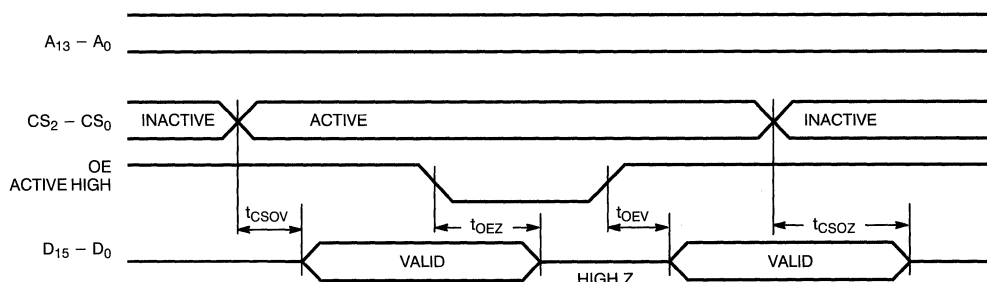 A13 – A0
CS2 – CS0
INACTIVE
ACTIVE
INACTIVE
OE
ACTIVE HIGH
tCSOV
tOEZ
tOEV
tCSOZ
D15 – D0
VALID
HIGH Z
VALID